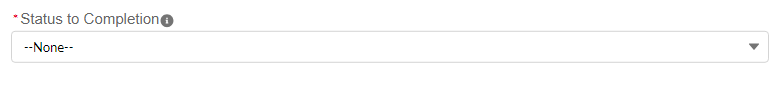 * Status to Completion
--None--